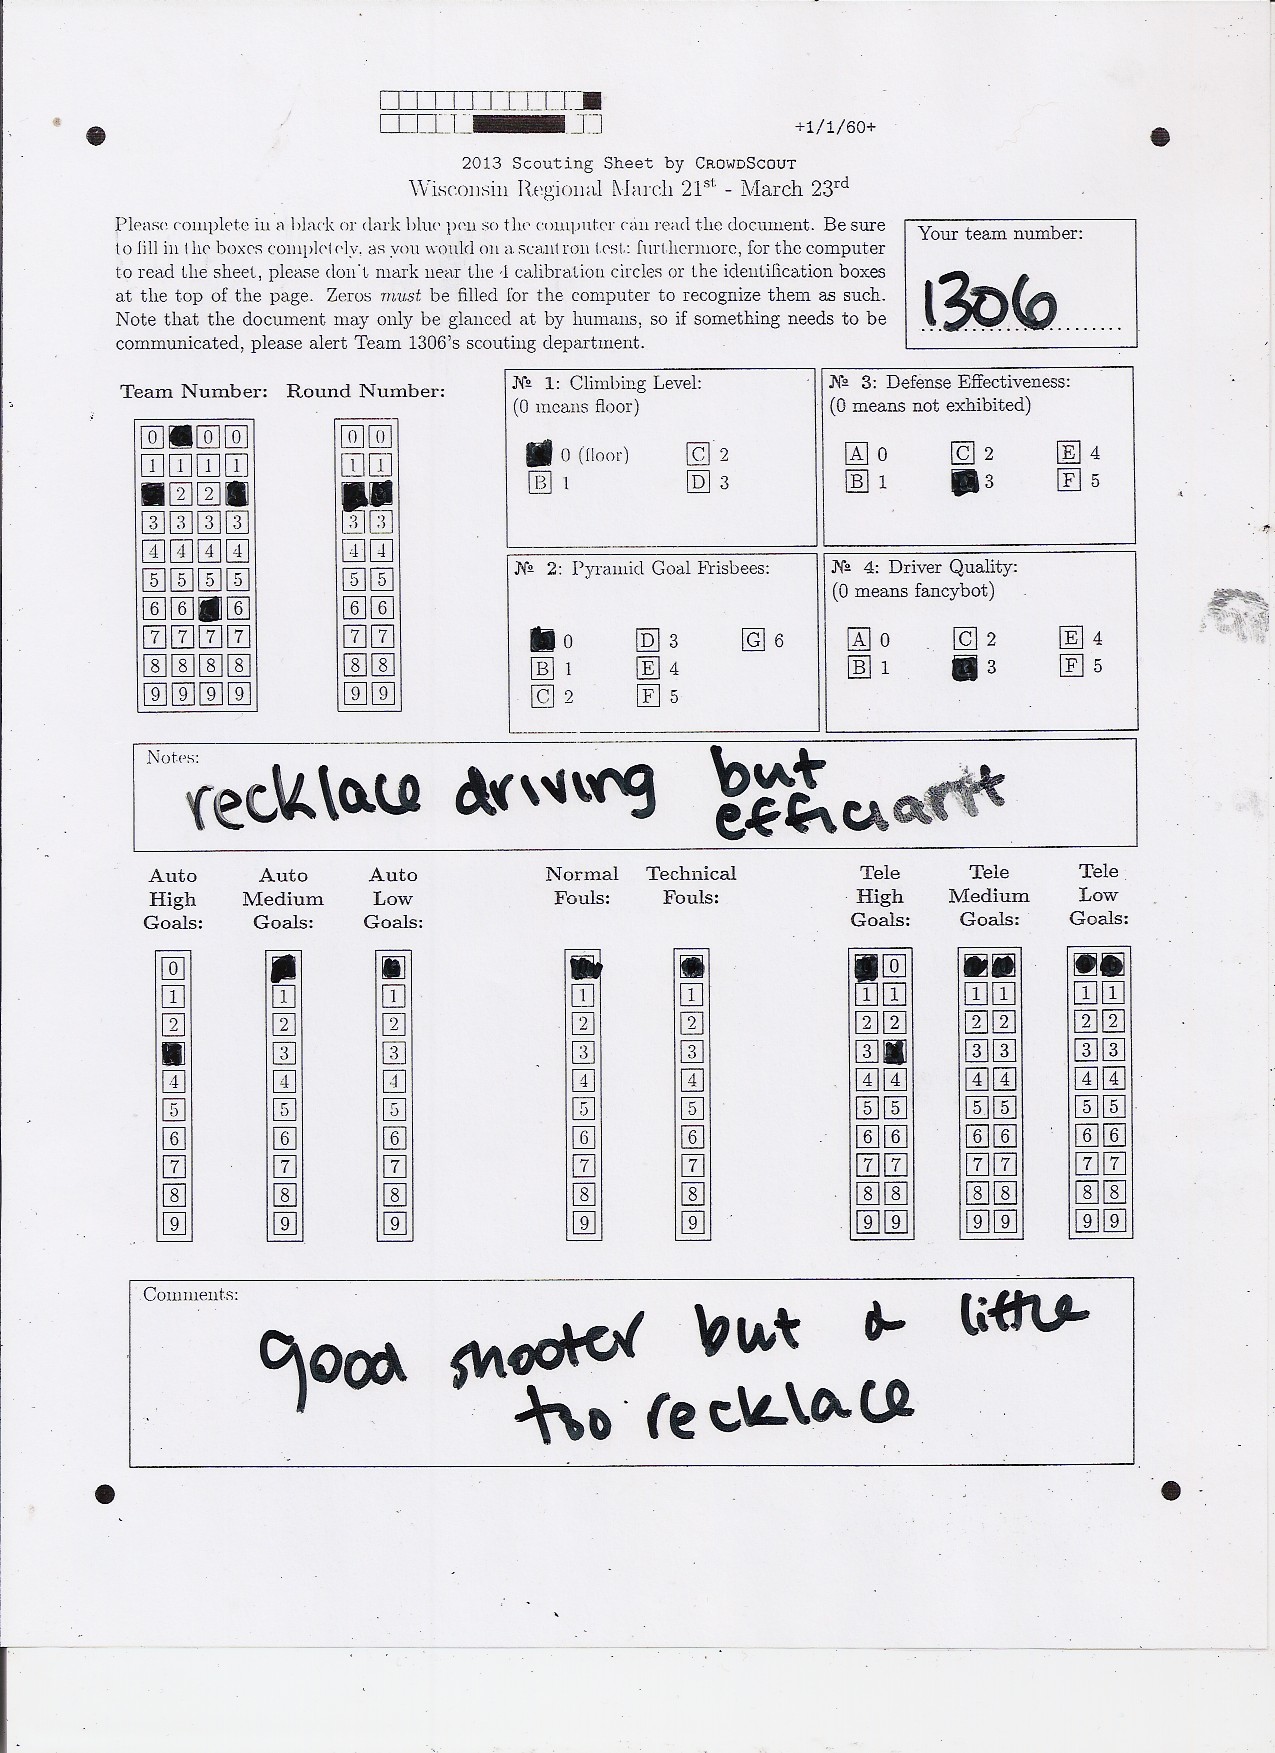 +1/1/60+
2013 Scouting Sheet by CROWDSCOUT
Wisconsin Regional March 21st - March 23rd
Please complete in a black or dark blue pen so the computer can read the document. Be sure
to fill in the boxes completely, as you would on a scantron test: furthermore, for the computer
to read the sheet, please don't mark near the 4 calibration circles or the identification boxes
at the top of the page. Zeros must be filled for the computer to recognize them as such.
Note that the document may only be glanced at by humans, so if something needs to be
communicated, please alert Team 1306's scouting department.
Your team number:
1306
Team Number: Round Number:
0 0 0
1 1 1 1
2 2
3 3 3 3
4 4 4 4
5 5 5 5
6 6 6
7 7 7 7
8 8 8 8
9 9 9 9
0 0
1 1
3 3
4 4
5 5
6 6
7 7
8 8
9 9
№ 1: Climbing Level:
(0 means floor)
0 (floor) C 2
B 1 D 3
№ 3: Defense Effectiveness:
(0 means not exhibited)
A 0 C 2 E 4
B 1 3 F 5
№ 2: Pyramid Goal Frisbees:
0 D 3 G 6
B 1 E 4
C 2 F 5
№ 4: Driver Quality:
(0 means fancybot)
A 0 C 2 E 4
B 1 3 F 5
Notes:
recklace driving but
efficiantt
Auto High Goals:
0
1
2
4
5
6
7
8
9
Auto Medium Goals:
1
2
3
4
5
6
7
8
9
Auto Low Goals:
1
2
3
4
5
6
7
8
9
Normal Fouls:
1
2
3
4
5
6
7
8
9
Technical Fouls:
1
2
3
4
5
6
7
8
9
Tele High Goals:
0
1 1
2 2
3
4 4
5 5
6 6
7 7
8 8
9 9
Tele Medium Goals:
1 1
2 2
3 3
4 4
5 5
6 6
7 7
8 8
9 9
Tele Low Goals:
1 1
2 2
3 3
4 4
5 5
6 6
7 7
8 8
9 9
Comments:
good shooter but a little
too recklace